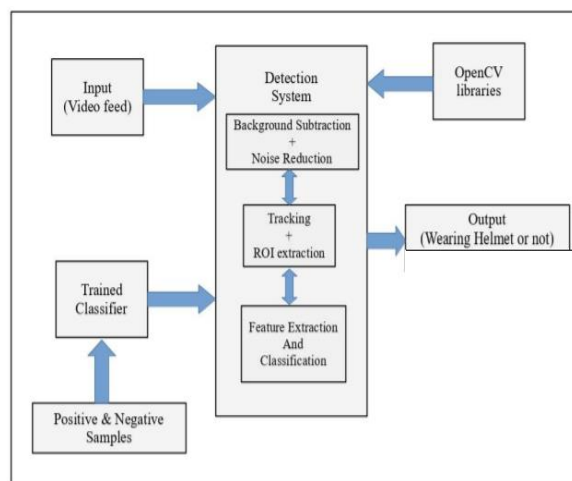 Input
(Video feed)
Detection
System
OpenCV
libraries
Background Subtraction
+
Noise Reduction
Tracking
+
ROI extraction
Output
(Wearing Helmet or not)
Trained
Classifier
Feature Extraction
And
Classification
Positive & Negative
Samples